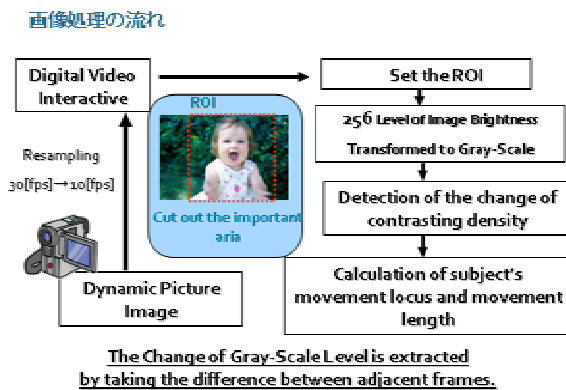 画像処理の流れ
Digital Video
Interactive
Set the ROI
ROI
256 Level of Image Brightness
Transformed to Gray-Scale
Resampling
30[fps]→10[fps]
Cut out the important
aria
Detection of the change of
contrasting density
Dynamic Picture
Image
Calculation of subject's
movement locus and movement
length
The Change of Gray-Scale Level is extracted
by taking the difference between adjacent frames.